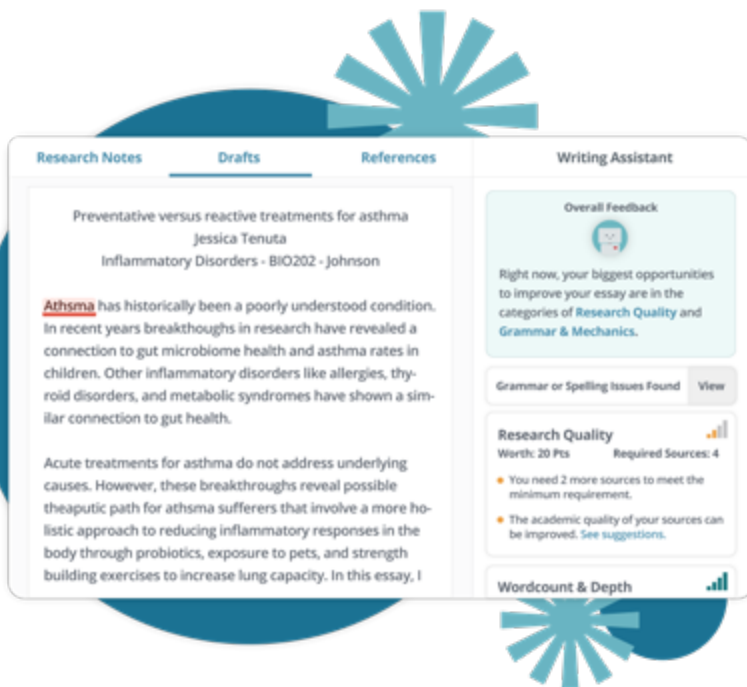 Research Notes
Drafts
References
Writing Assistant
Preventative versus reactive treatments for asthma
Jessica Tenuta
Inflammatory Disorders - BIO202 - Johnson
Athsma has historically been a poorly understood condition.
In recent years breakthoughs in research have revealed a
connection to gut microbiome health and asthma rates in
children. Other inflammatory disorders like allergies, thy-
roid disorders, and metabolic syndromes have shown a sim-
ilar connection to gut health.
Acute treatments for asthma do not address underlying
causes. However, these breakthroughs reveal possible
theaputic path for athsma sufferers that involve a more ho-
listic approach to reducing inflammatory responses in the
body through probiotics, exposure to pets, and strength
building exercises to increase lung capacity. In this essay, I
Overall Feedback
Right now, your biggest opportunities
to improve your essay are in the
categories of Research Quality and
Grammar & Mechanics.
Grammar or Spelling Issues Found
View
Research Quality
Worth: 20 Pts
Required Sources: 4
You need 2 more sources to meet the
minimum requirement.
The academic quality of your sources can
be improved. See suggestions.
Wordcount & Depth